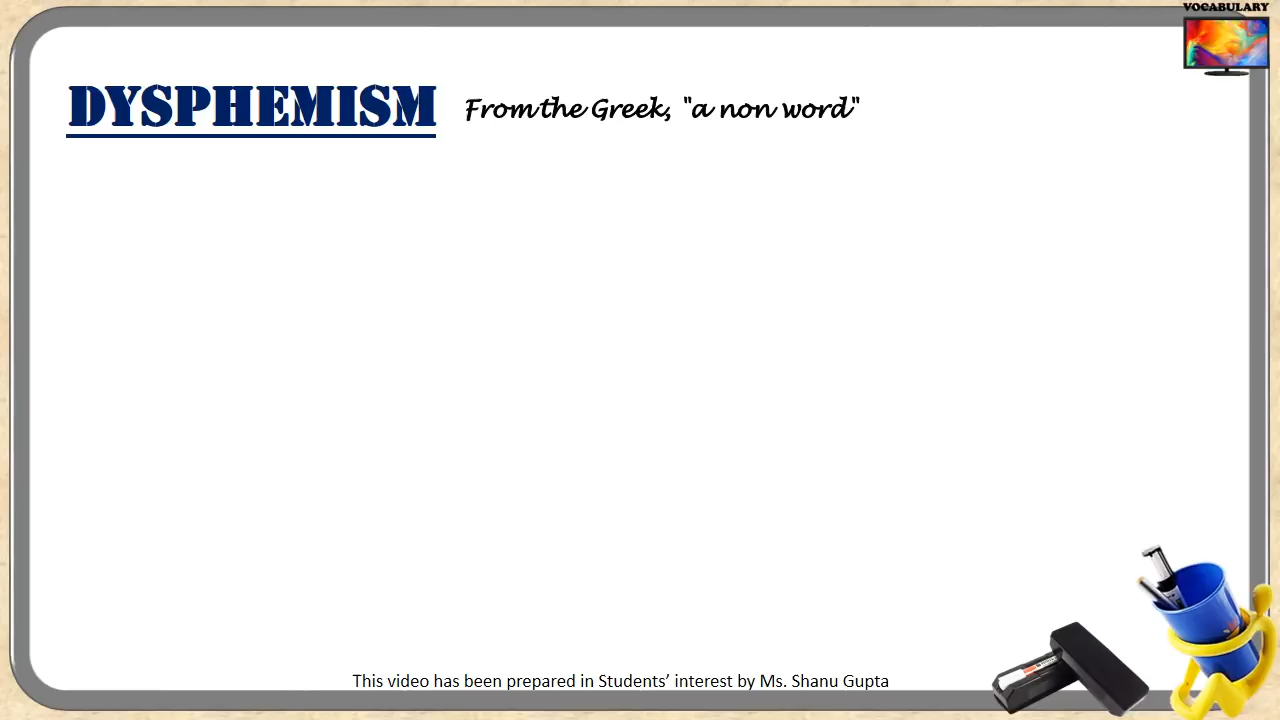 VOCABULARY
DYSPHEMISM From the Greek, "a non word"
This video has been prepared in Students’ interest by Ms. Shanu Gupta